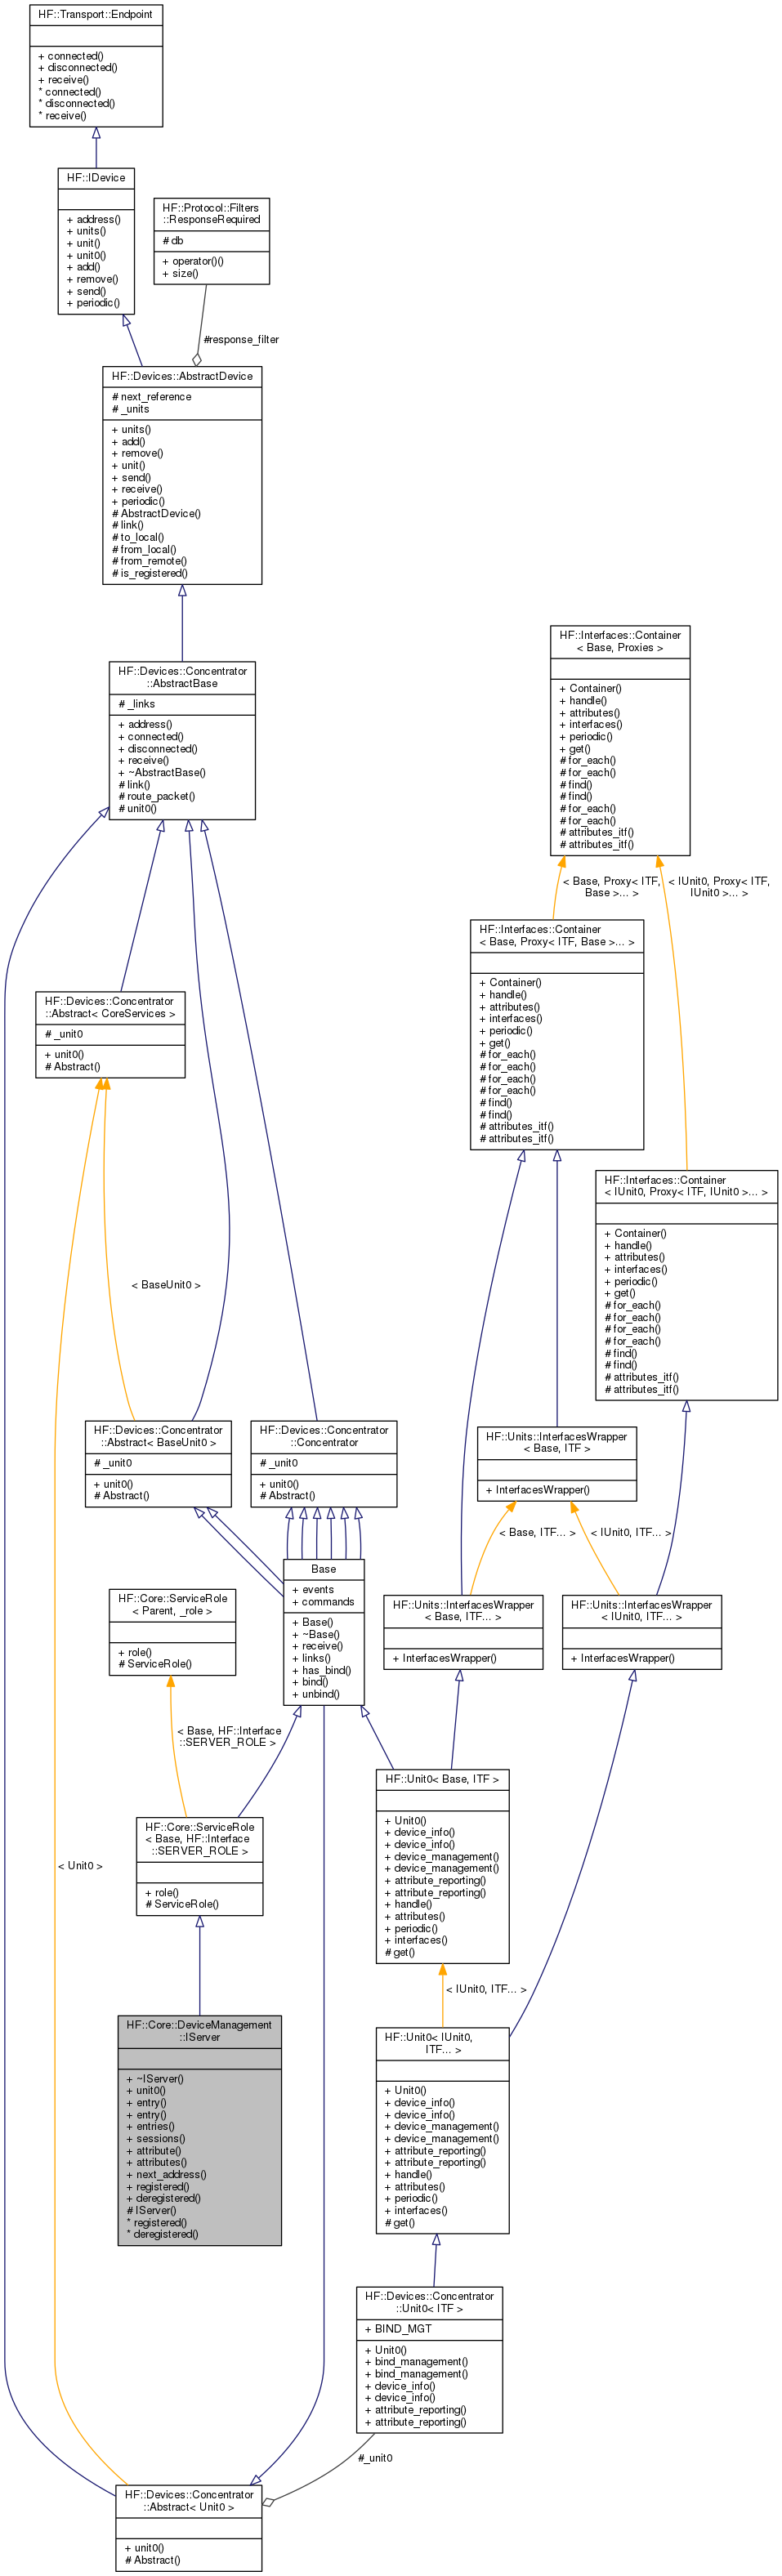 HF::Transport::Endpoint
+ connected()
+ disconnected()
+ receive()
* connected()
* disconnected()
* receive()
HF::IDevice
+ address()
+ units()
+ unit()
+ unit0()
+ add()
+ remove()
+ send()
+ periodic()
HF::Protocol::Filters
::ResponseRequired
# db
+ operator()()
+ size()
#response_filter
HF::Devices::AbstractDevice
# next_reference
# _units
+ units()
+ add()
+ remove()
+ unit()
+ send()
+ receive()
+ periodic()
# AbstractDevice()
# link()
# to_local()
# from_local()
# from_remote()
# is_registered()
HF::Devices::Concentrator
::AbstractBase
# _links
+ address()
+ connected()
+ disconnected()
+ receive()
+ ~AbstractBase()
# link()
# route_packet()
# unit0()
HF::Interfaces::Container
< Base, Proxies >
+ Container()
+ handle()
+ attributes()
+ interfaces()
+ periodic()
+ get()
# for_each()
# for_each()
# find()
# find()
# for_each()
# for_each()
# attributes_itf()
# attributes_itf()
< Base, Proxy< ITF,
Base >... >
< IUnit0, Proxy< ITF,
IUnit0 >... >
HF::Interfaces::Container
< Base, Proxy< ITF, Base >... >
+ Container()
+ handle()
+ attributes()
+ interfaces()
+ periodic()
+ get()
# for_each()
# for_each()
# for_each()
# for_each()
# find()
# find()
# attributes_itf()
# attributes_itf()
HF::Devices::Concentrator
::Abstract< CoreServices >
# _unit0
+ unit0()
# Abstract()
HF::Interfaces::Container
< IUnit0, Proxy< ITF, IUnit0 >... >
+ Container()
+ handle()
+ attributes()
+ interfaces()
+ periodic()
+ get()
# for_each()
# for_each()
# for_each()
# for_each()
# find()
# find()
# attributes_itf()
# attributes_itf()
< BaseUnit0 >
HF::Devices::Concentrator
::Abstract< BaseUnit0 >
# _unit0
+ unit0()
# Abstract()
HF::Devices::Concentrator
::Concentrator
# _unit0
+ unit0()
# Abstract()
HF::Units::InterfacesWrapper
< Base, ITF >
+ InterfacesWrapper()
< Base, ITF... >
< IUnit0, ITF... >
Base
+ events
+ commands
+ Base()
+ ~Base()
+ receive()
+ links()
+ has_bind()
+ bind()
+ unbind()
HF::Core::ServiceRole
< Parent, _role >
+ role()
# ServiceRole()
HF::Units::InterfacesWrapper
< Base, ITF... >
+ InterfacesWrapper()
HF::Units::InterfacesWrapper
< IUnit0, ITF... >
+ InterfacesWrapper()
< Base, HF::Interface
::SERVER_ROLE >
HF::Unit0< Base, ITF >
+ Unit0()
+ device_info()
+ device_info()
+ device_management()
+ device_management()
+ attribute_reporting()
+ attribute_reporting()
+ handle()
+ attributes()
+ periodic()
+ interfaces()
# get()
HF::Core::ServiceRole
< Base, HF::Interface
::SERVER_ROLE >
+ role()
# ServiceRole()
< Unit0 >
< IUnit0, ITF... >
HF::Core::DeviceManagement
::IServer
+ ~IServer()
+ unit0()
+ entry()
+ entry()
+ entries()
+ sessions()
+ attribute()
+ attributes()
+ next_address()
+ registered()
+ deregistered()
# IServer()
* registered()
* deregistered()
HF::Unit0< IUnit0,
ITF... >
+ Unit0()
+ device_info()
+ device_info()
+ device_management()
+ device_management()
+ attribute_reporting()
+ attribute_reporting()
+ handle()
+ attributes()
+ periodic()
+ interfaces()
# get()
HF::Devices::Concentrator
::Unit0< ITF >
+ BIND_MGT
+ Unit0()
+ bind_management()
+ bind_management()
+ device_info()
+ device_info()
+ attribute_reporting()
+ attribute_reporting()
#_unit0
HF::Devices::Concentrator
::Abstract< Unit0 >
+ unit0()
# Abstract()